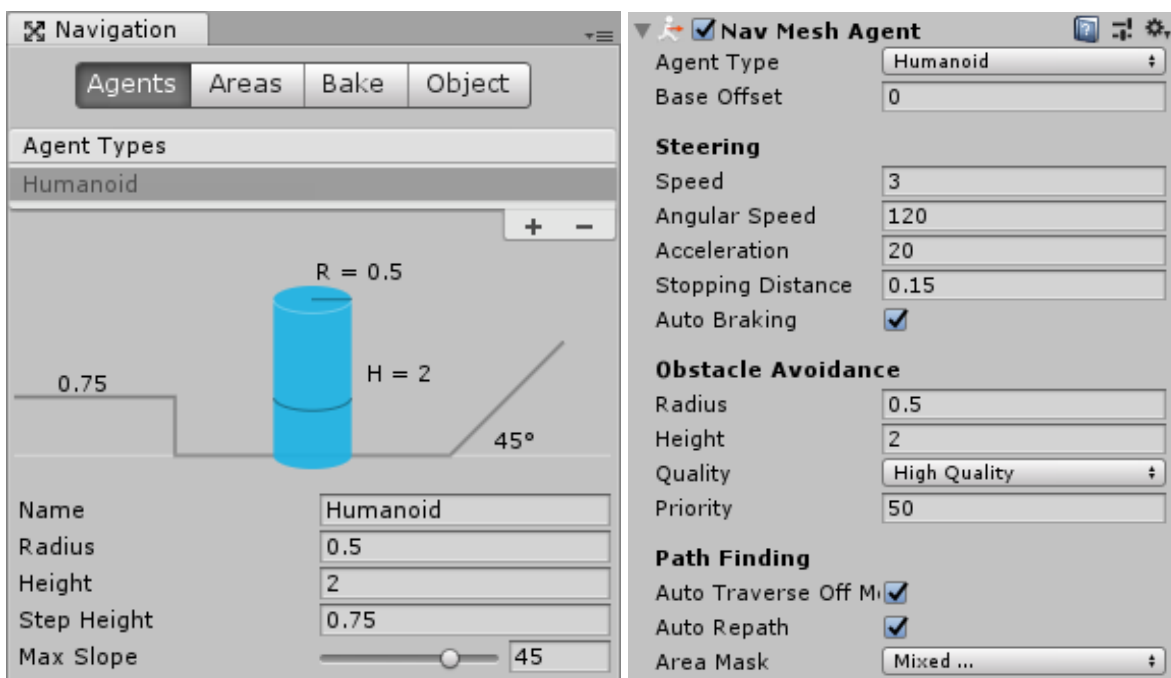 Navigation
Agents Areas Bake Object
Agent Types
Humanoid
+ −
R = 0.5
H = 2
0.75
45°
Name Humanoid
Radius 0.5
Height 2
Step Height 0.75
Max Slope 45
Nav Mesh Agent
Agent Type Humanoid
Base Offset 0
Steering
Speed 3
Angular Speed 120
Acceleration 20
Stopping Distance 0.15
Auto Braking
Obstacle Avoidance
Radius 0.5
Height 2
Quality High Quality
Priority 50
Path Finding
Auto Traverse Off M
Auto Repath
Area Mask Mixed ...